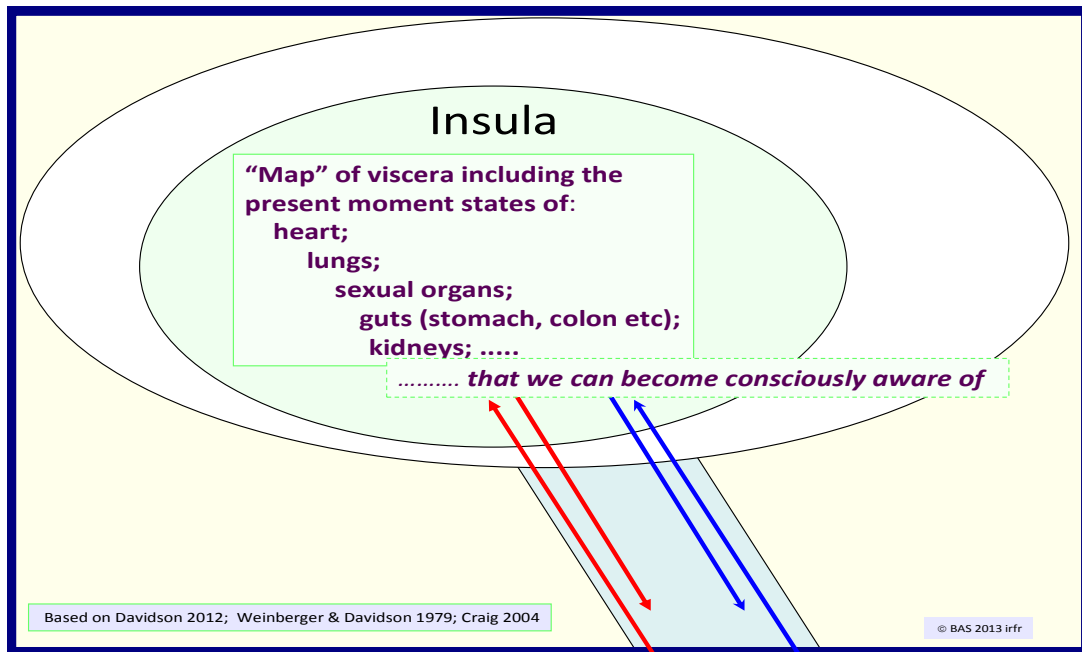 Insula
“Map” of viscera including the
present moment states of:
heart;
lungs;
sexual organs;
guts (stomach, colon etc);
kidneys; .....
.......... that we can become consciously aware of
Based on Davidson 2012; Weinberger & Davidson 1979; Craig 2004
© BAS 2013 irfr